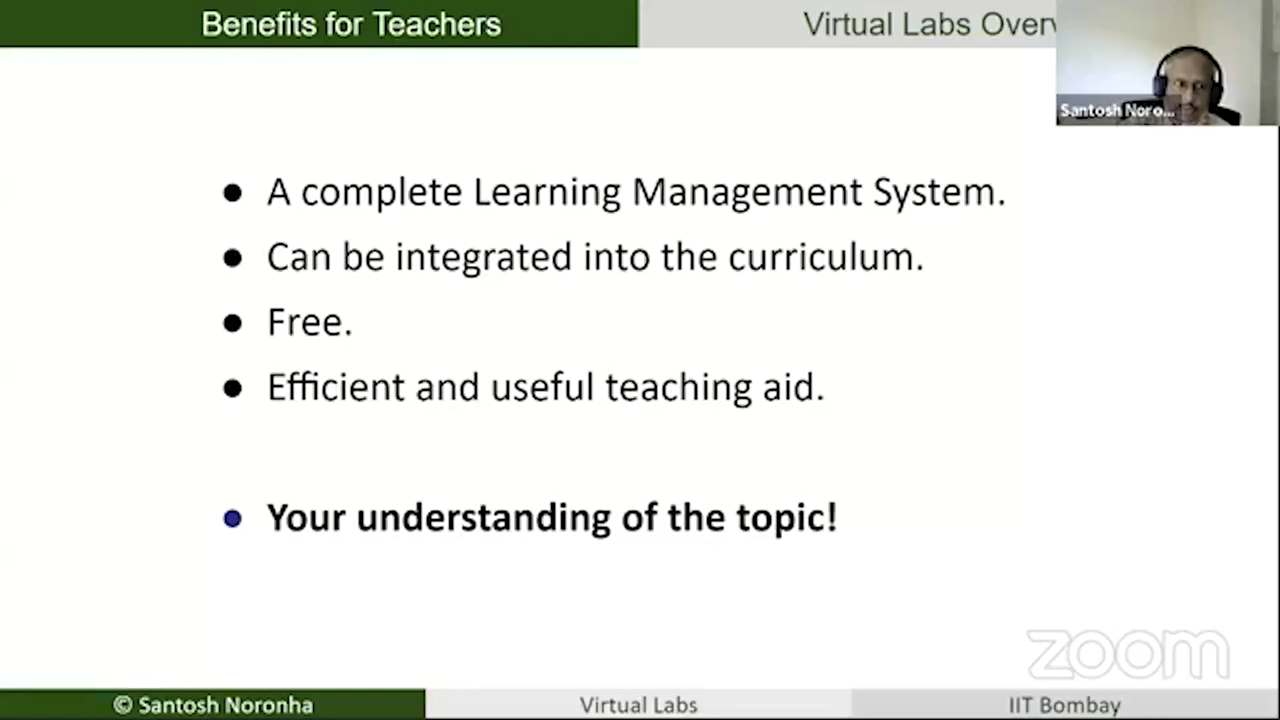 Benefits for Teachers
Virtual Labs Overv
Santosh Noro...
● A complete Learning Management System.
● Can be integrated into the curriculum.
● Free.
● Efficient and useful teaching aid.
● Your understanding of the topic!
zoom
© Santosh Noronha
Virtual Labs
IIT Bombay